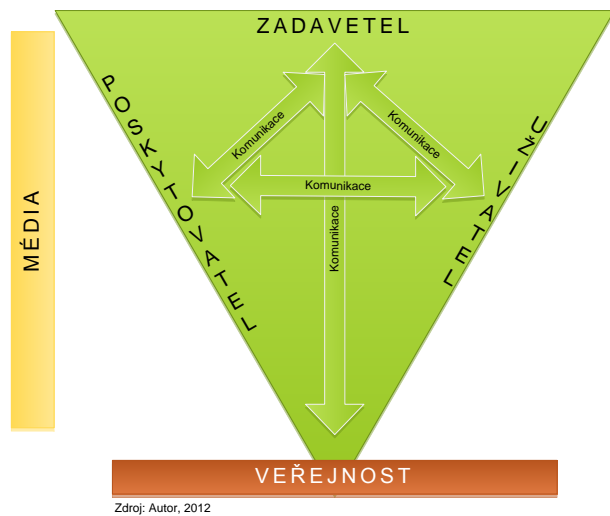 ZADAVETEL
POSKYTOVATEL
UŽIVATEL
Komunikace
Komunikace
Komunikace
Komunikace
MÉDIA
VEŘEJNOST
Zdroj: Autor, 2012